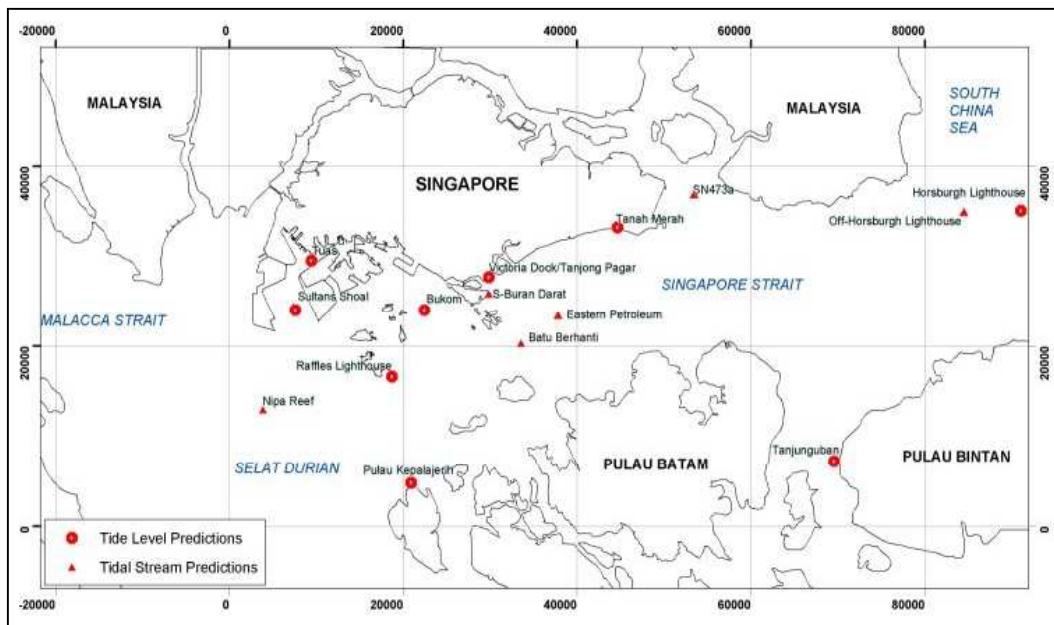 -20000 0 20000 40000 60000 80000
MALAYSIA
MALAYSIA
SOUTH
CHINA
SEA
40000
40000
SINGAPORE
SN473a
Horsburgh Lighthouse
Off-Horsburgh Lighthouse
Tanah Merah
Tuas
Victoria Dock/Tanjong Pagar
SINGAPORE STRAIT
Sultans Shoal
Bukom
S-Buran Darat
MALACCA STRAIT
Eastern Petroleum
Batu Berhanti
20000
20000
Raffles Lighthouse
Nipa Reef
Tanjunguban
SELAT DURIAN
Pulau Kepalajerih
PULAU BATAM
PULAU BINTAN
0
0
Tide Level Predictions
Tidal Stream Predictions
-20000 0 20000 40000 60000 80000